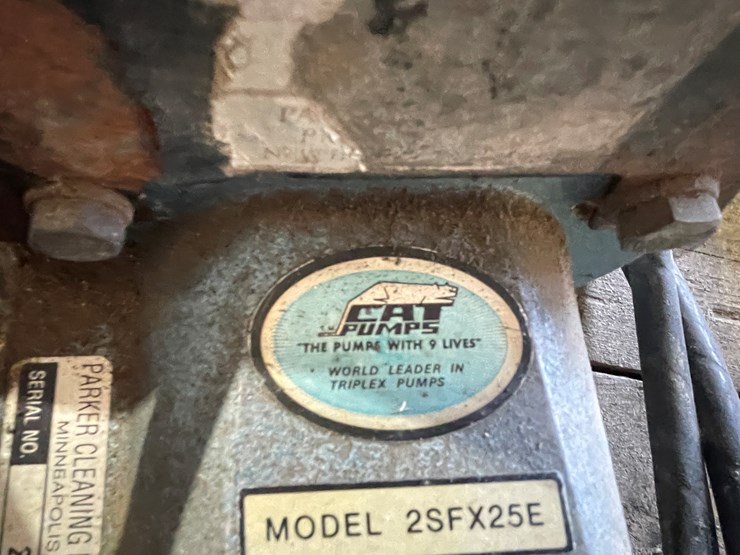 CAT
PUMPS
"THE PUMPS WITH 9 LIVES"
WORLD LEADER IN
TRIPLEX PUMPS
MODEL 2SFX25E
PARKER CLEANING
MINNEAPOLIS
SERIAL NO.